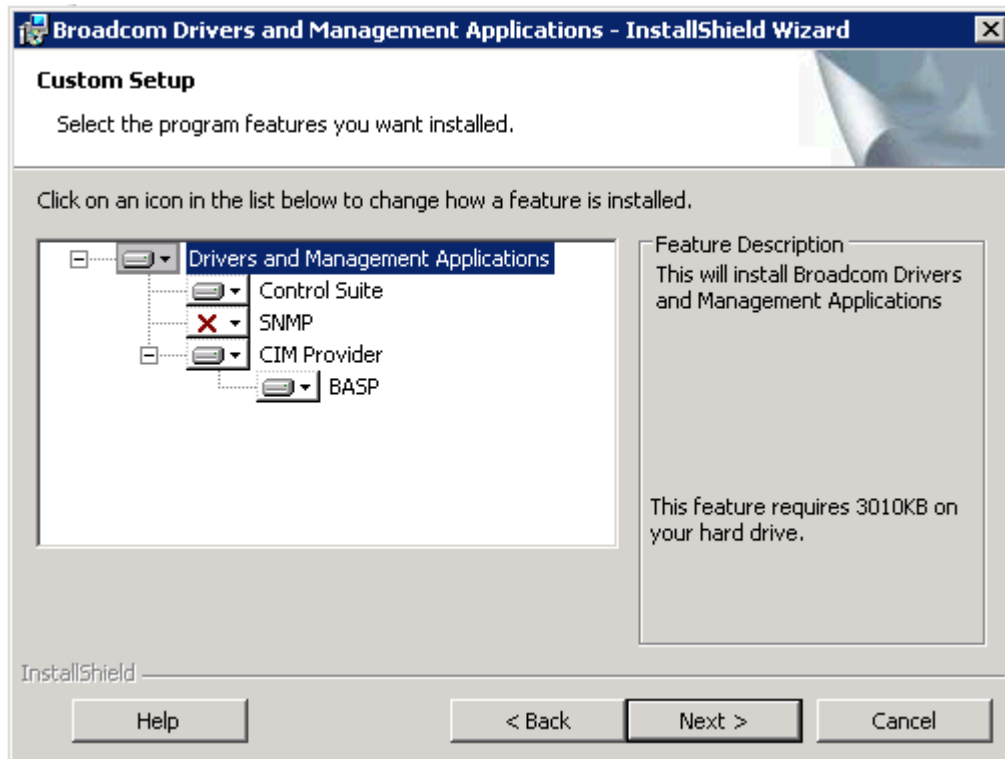 Broadcom Drivers and Management Applications - InstallShield Wizard
Custom Setup
Select the program features you want installed.
Click on an icon in the list below to change how a feature is installed.
Drivers and Management Applications
Control Suite
SNMP
CIM Provider
BASP
Feature Description
This will install Broadcom Drivers
and Management Applications
This feature requires 3010KB on
your hard drive.
InstallShield
Help
< Back
Next >
Cancel